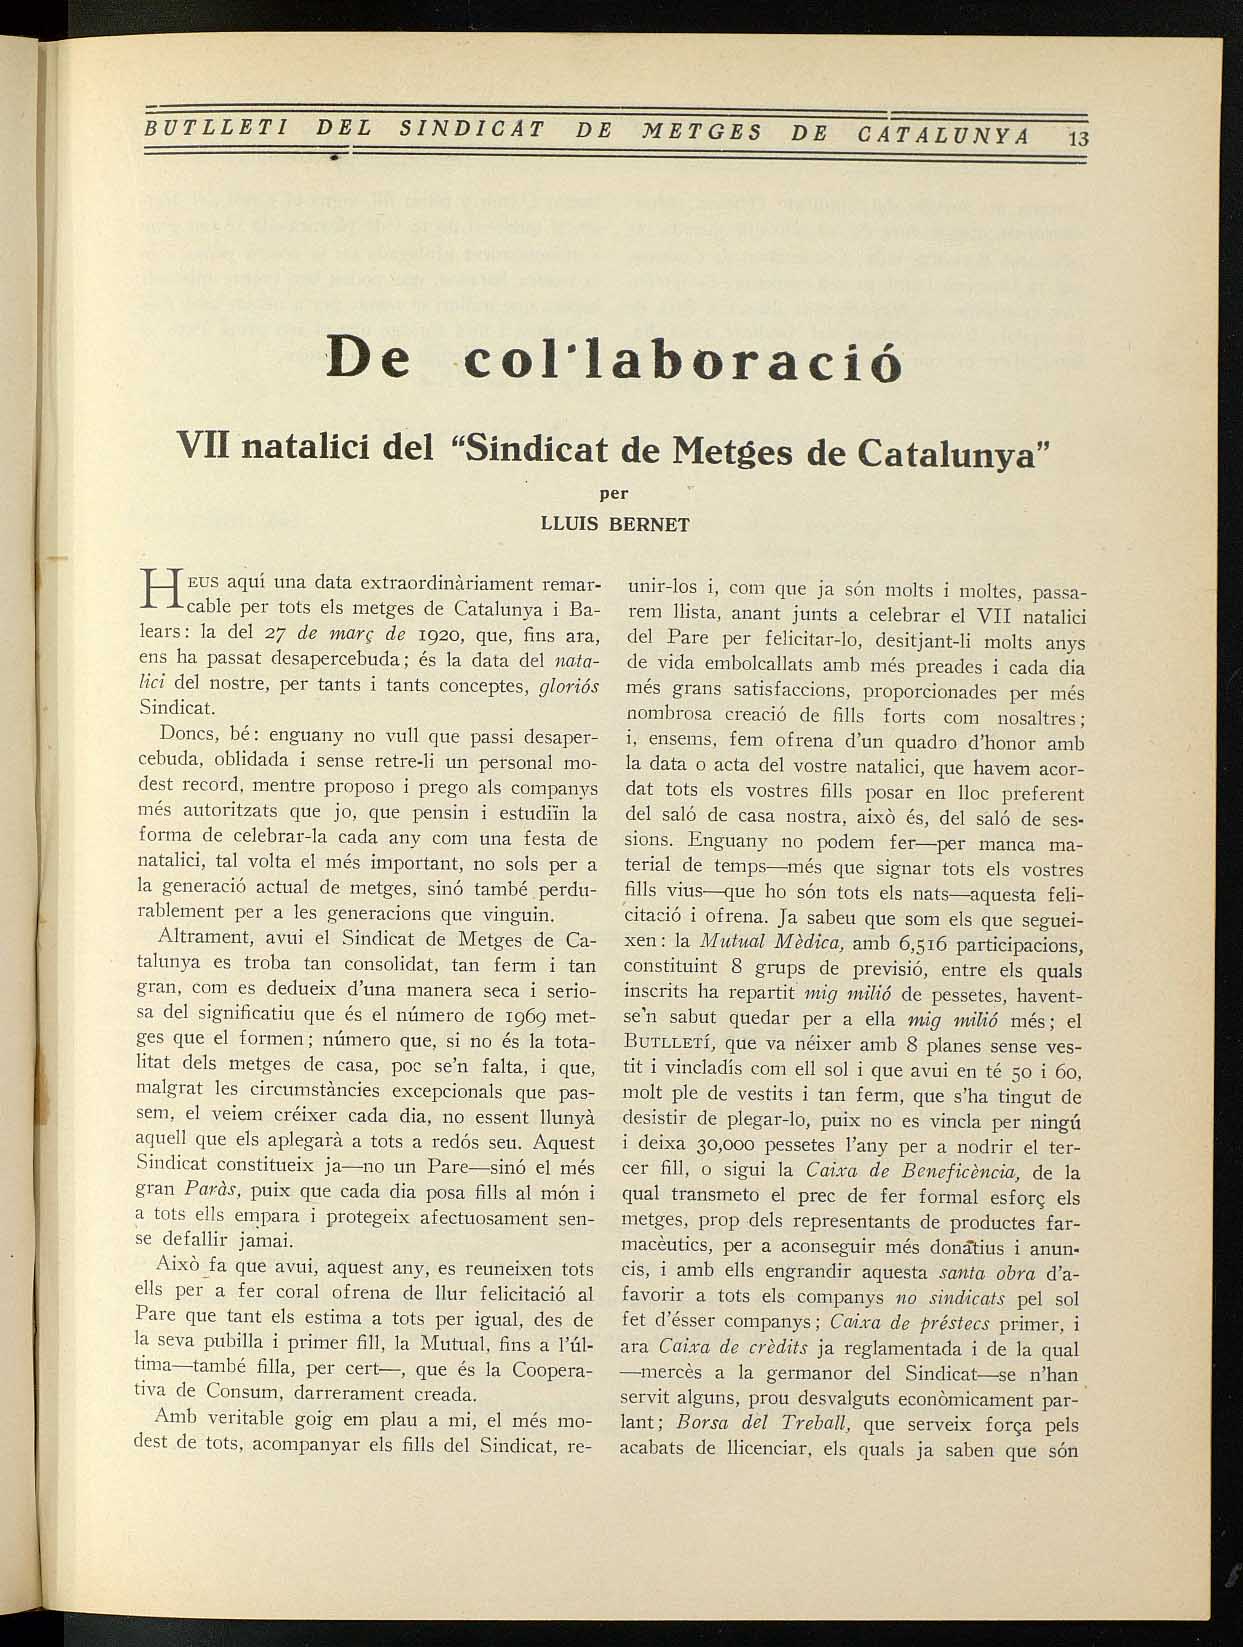 BUTLLETI DEL SINDICAT DE METGES DE CATALUNYA 13
De col·laboració
VII natalici del “Sindicat de Metges de Catalunya”
per
LLUIS BERNET
HEUS aquí una data extraordinàriament remar-
cable per tots els metges de Catalunya i Ba-
lears: la del 27 de març de 1920, que, fins ara,
ens ha passat desapercebuda; és la data del nata-
lici del nostre, per tants i tants conceptes, gloriós
Sindicat.
Doncs, bé: enguany no vull que passi desaper-
cebuda, oblidada i sense retre-li un personal mo-
dest record, mentre proposo i prego als companys
més autoritzats que jo, que pensin i estudiïn la
forma de celebrar-la cada any com una festa de
natalici, tal volta el més important, no sols per a
la generació actual de metges, sinó també perdu-
rablement per a les generacions que vinguin.
Altrament, avui el Sindicat de Metges de Ca-
talunya es troba tan consolidat, tan ferm i tan
gran, com es dedueix d'una manera seca i serio-
sa del significatiu que és el número de 1969 met-
ges que el formen; número que, si no és la tota-
litat dels metges de casa, poc se'n falta, i que,
malgrat les circumstàncies excepcionals que pas-
sem, el veiem créixer cada dia, no essent llunyà
aquell que els aplegarà a tots a redós seu. Aquest
Sindicat constitueix ja—no un Pare—sinó el més
gran Paràs, puix que cada dia posa fills al món i
a tots ells empara i protegeix afectuosament sen-
se defallir jamai.
Això fa que avui, aquest any, es reuneixen tots
ells per a fer coral ofrena de llur felicitació al
Pare que tant els estima a tots per igual, des de
la seva pubilla i primer fill, la Mutual, fins a l'úl-
tima—també filla, per cert—, que és la Coopera-
tiva de Consum, darrerament creada.
Amb veritable goig em plau a mi, el més mo-
dest de tots, acompanyar els fills del Sindicat, re-
unir-los i, com que ja són molts i moltes, passa-
rem llista, anant junts a celebrar el VII natalici
del Pare per felicitar-lo, desitjant-li molts anys
de vida embolcallats amb més preades i cada dia
més grans satisfaccions, proporcionades per més
nombrosa creació de fills forts com nosaltres;
i, ensems, fem ofrena d'un quadro d'honor amb
la data o acta del vostre natalici, que havem acor-
dat tots els vostres fills posar en lloc preferent
del saló de casa nostra, això és, del saló de ses-
sions. Enguany no podem fer—per manca ma-
terial de temps—més que signar tots els vostres
fills vius—que ho són tots els nats—aquesta feli-
citació i ofrena. Ja sabeu que som els que seguei-
xen: la Mutual Mèdica, amb 6,516 participacions,
constituint 8 grups de previsió, entre els quals
inscrits ha repartit mig milió de pessetes, havent-
se'n sabut quedar per a ella mig milió més; el
BUTLLETÍ, que va néixer amb 8 planes sense ves-
tit i vincladís com ell sol i que avui en té 50 i 60,
molt ple de vestits i tan ferm, que s'ha tingut de
desistir de plegar-lo, puix no es vincla per ningú
i deixa 30,000 pessetes l'any per a nodrir el ter-
cer fill, o sigui la Caixa de Beneficència, de la
qual transmeto el prec de fer formal esforç els
metges, prop dels representants de productes far-
macèutics, per a aconseguir més donatius i anun-
cis, i amb ells engrandir aquesta santa obra d'a-
favorir a tots els companys no sindicats pel sol
fet d'ésser companys; Caixa de préstecs primer, i
ara Caixa de crèdits ja reglamentada i de la qual
—mercès a la germanor del Sindicat—se n'han
servit alguns, prou desvalguts econòmicament par-
lant; Borsa del Treball, que serveix força pels
acabats de llicenciar, els quals ja saben que són